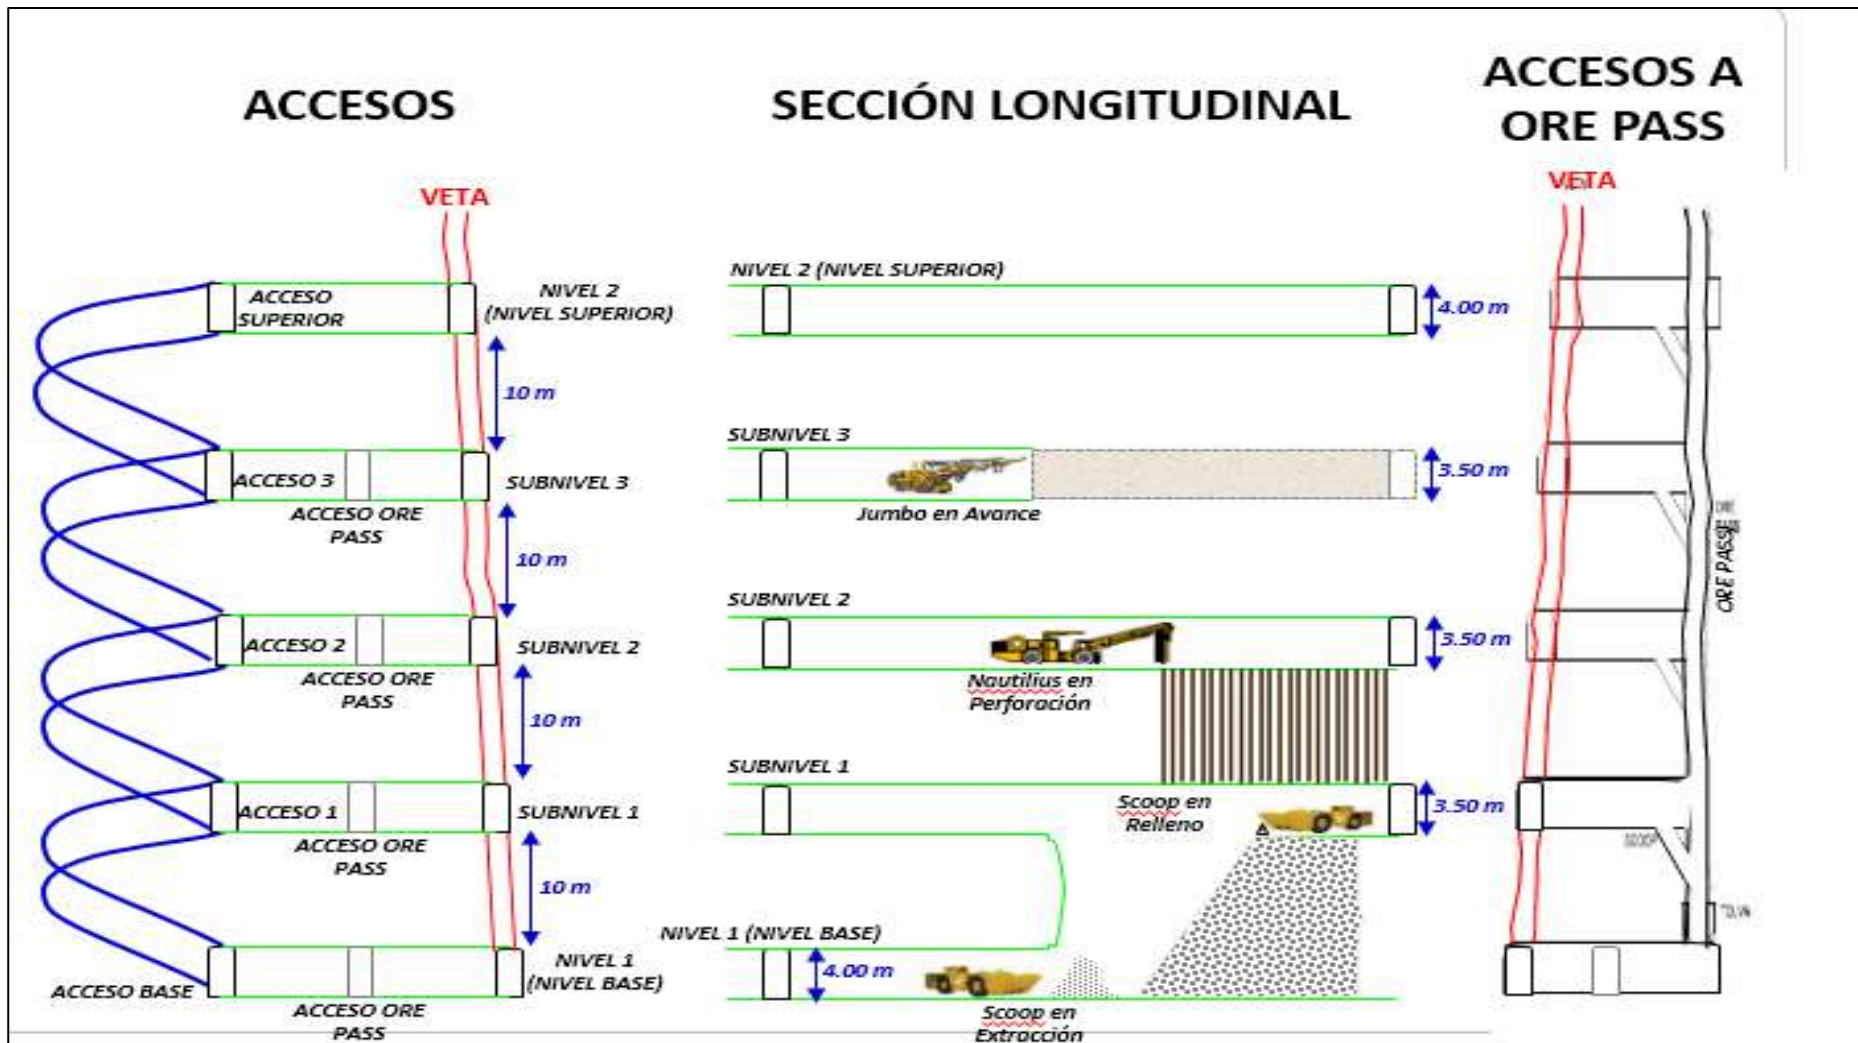 ACCESOS
SECCIÓN LONGITUDINAL
ACCESOS A
ORE PASS
VETA
ACCESO
SUPERIOR
NIVEL 2
(NIVEL SUPERIOR)
10 m
ACCESO 3
SUBNIVEL 3
ACCESO ORE
PASS
10 m
ACCESO 2
SUBNIVEL 2
ACCESO ORE
PASS
10 m
ACCESO 1
SUBNIVEL 1
ACCESO ORE
PASS
10 m
ACCESO BASE
NIVEL 1
(NIVEL BASE)
ACCESO ORE
PASS
NIVEL 2 (NIVEL SUPERIOR)
4.00 m
SUBNIVEL 3
3.50 m
Jumbo en Avance
SUBNIVEL 2
3.50 m
Nautilius en
Perforación
SUBNIVEL 1
Scoop en
Relleno
3.50 m
NIVEL 1 (NIVEL BASE)
4.00 m
Scoop en
Extracción
VETA
ORE PASS